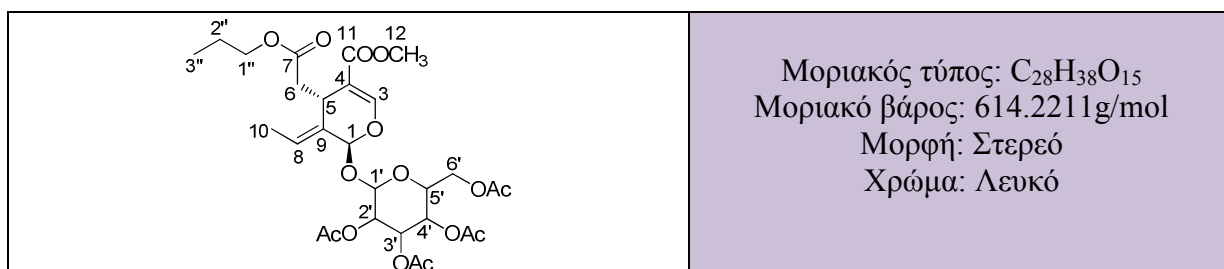 2''
O
O
11
12
COOCH₃
3''
1''
7
4
6
5
3
10
1
O
8
9
O
O
6'
1'
5'
OAc
2'
4'
AcO
3'
OAc
OAc
Μοριακός τύπος: C₂₈H₃₈O₁₅
Μοριακό βάρος: 614.2211g/mol
Μορφή: Στερεό
Χρώμα: Λευκό